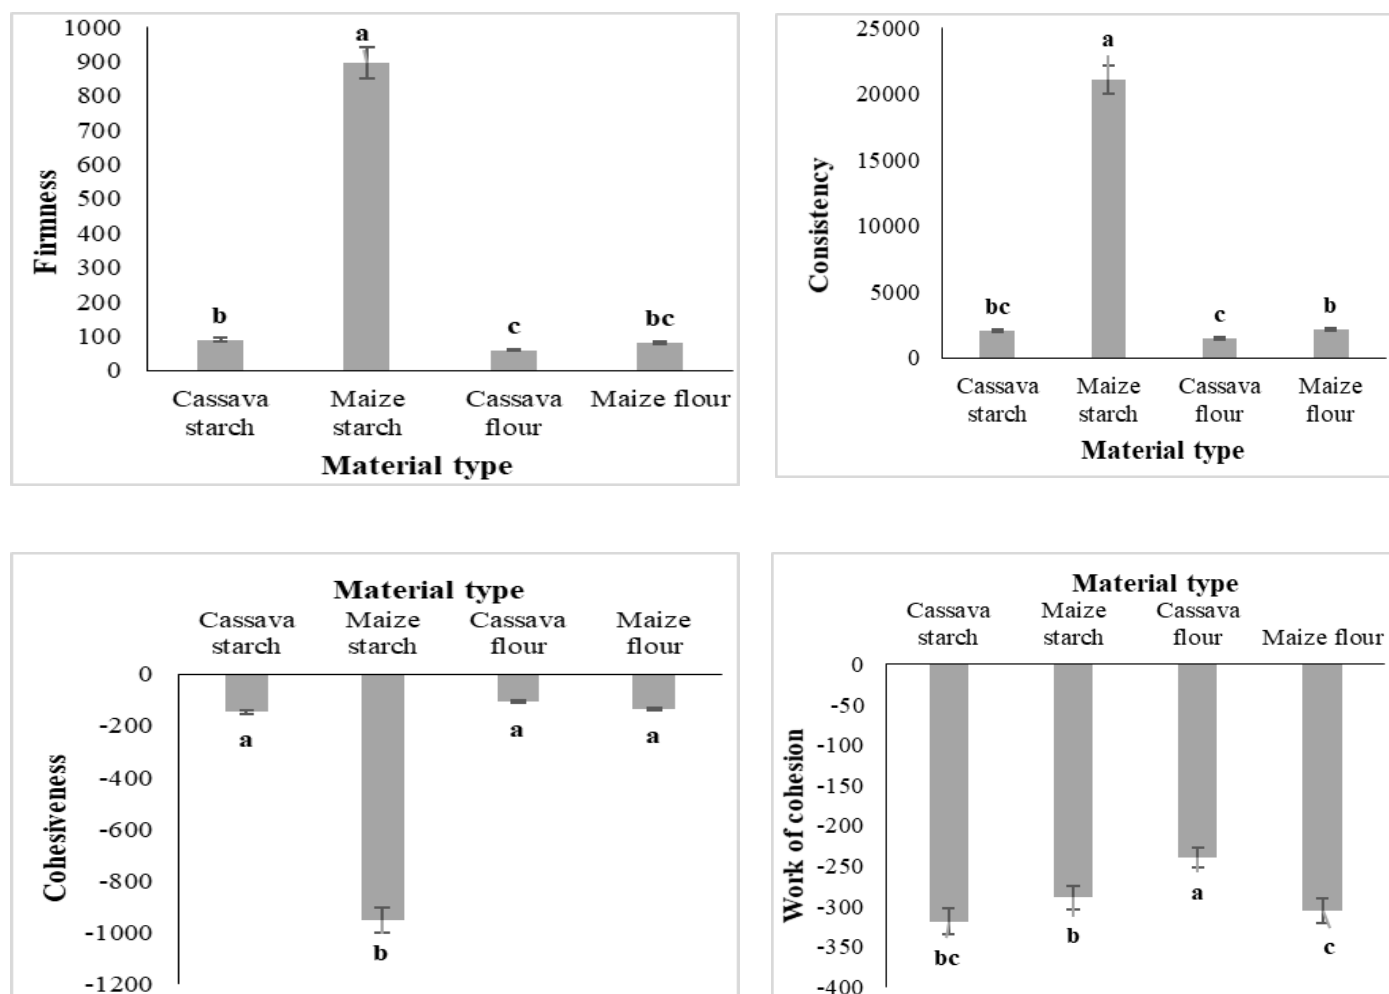 1000
900
800
700
600
500
400
300
200
100
0
Firmness
a
b
c
bc
Cassava starch
Maize starch
Cassava flour
Maize flour
Material type
25000
20000
15000
10000
5000
0
Consistency
a
bc
c
b
Cassava starch
Maize starch
Cassava flour
Maize flour
Material type
Material type
Cassava starch
Maize starch
Cassava flour
Maize flour
0
-200
-400
-600
-800
-1000
-1200
Cohesiveness
a
b
a
a
Material type
Cassava starch
Maize starch
Cassava flour
Maize flour
0
-50
-100
-150
-200
-250
-300
-350
-400
Work of cohesion
bc
b
a
c